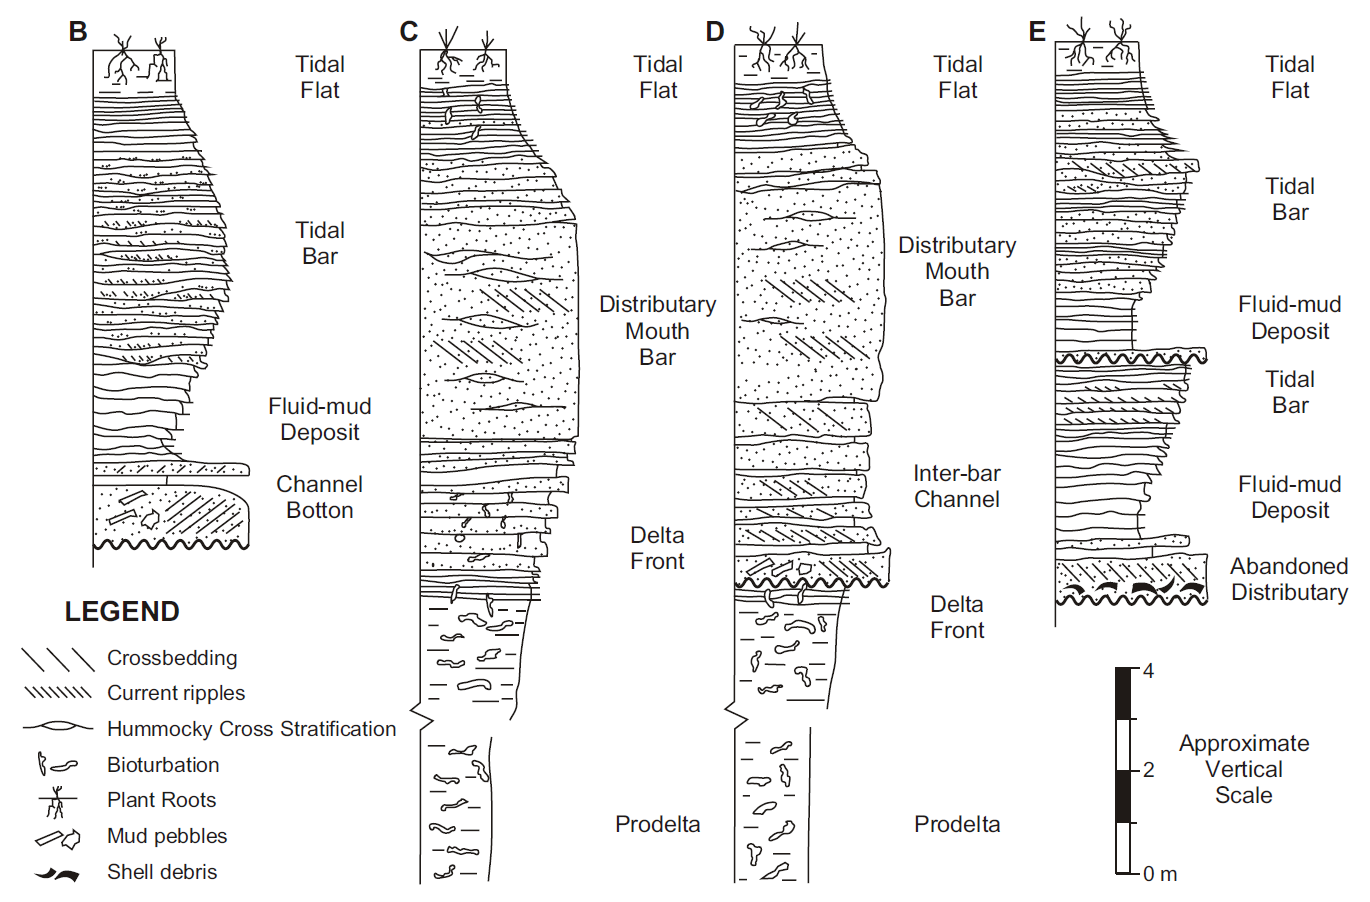 B
Tidal
Flat
Tidal
Bar
Fluid-mud
Deposit
Channel
Botton
C
Tidal
Flat
Distributary
Mouth
Bar
Delta
Front
Prodelta
D
Tidal
Flat
Distributary
Mouth
Bar
Inter-bar
Channel
Delta
Front
Prodelta
E
Tidal
Flat
Tidal
Bar
Fluid-mud
Deposit
Tidal
Bar
Fluid-mud
Deposit
Abandoned
Distributary
LEGEND
Crossbedding
Current ripples
Hummocky Cross Stratification
Bioturbation
Plant Roots
Mud pebbles
Shell debris
4
2
0 m
Approximate
Vertical
Scale